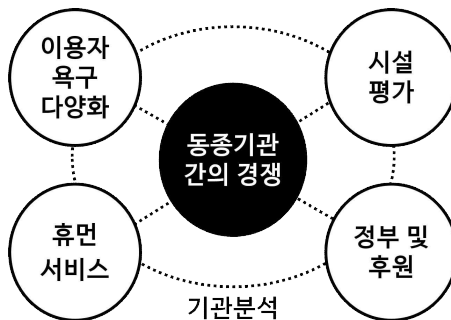 이용자
욕구
다양화
시설
평가
동종기관
간의 경쟁
휴먼
서비스
정부 및
후원
기관분석